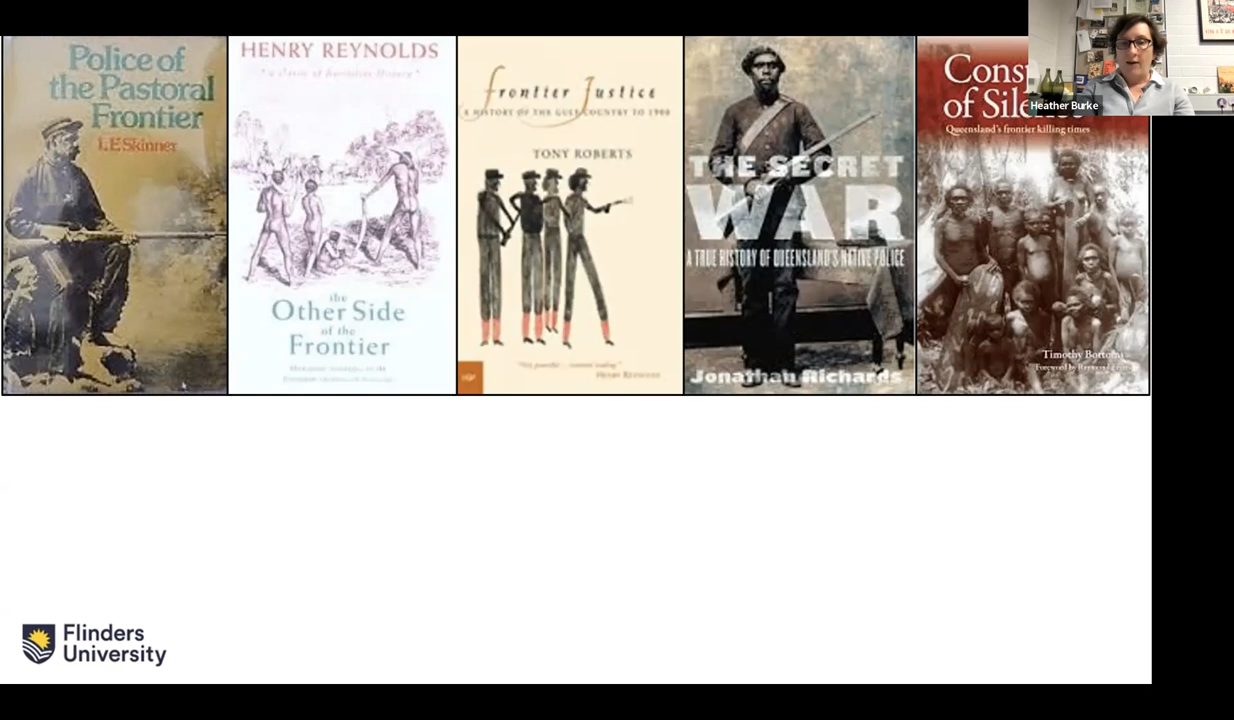 Police of
the Pastoral
Frontier
L.E.Skinner
HENRY REYNOLDS
the
Other Side
of the
Frontier
frontier Justice
A HISTORY OF THE GULF COUNTRY TO 1900
TONY ROBERTS
HENRY REYNOLDS
THE SECRET
WAR
A TRUE HISTORY OF QUEENSLAND'S NATIVE POLICE
Jonathan Richards
Cons
of Sile
Queensland's frontier killing times
Timothy Bottoms
Foreword by
Heather Burke
Flinders
University